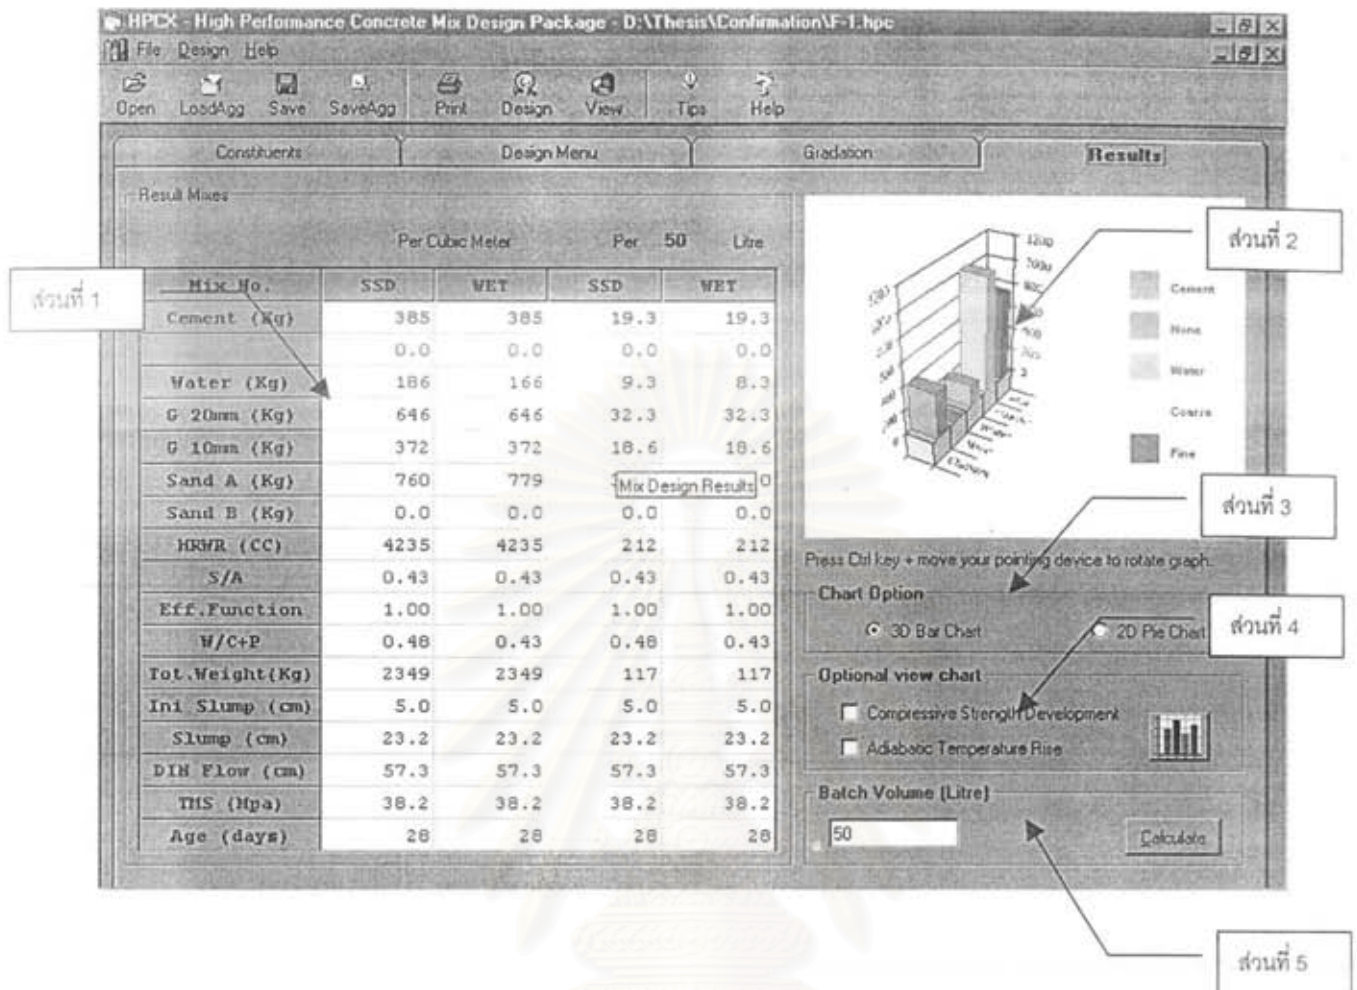 HPCX - High Performance Concrete Mix Design Package - D:\Thesis\Confirmation\F-1.hpc
File Design Help
Open LoadAgg Save SaveAgg Print Design View Tips Help
Constituents Design Menu Gradation Results
Result Mixes
Per Cubic Meter Per 50 Litre
Mix No. SSD WET SSD WET
Cement (Kg) 385 385 19.3 19.3
0.0 0.0 0.0 0.0
Water (Kg) 186 166 9.3 8.3
G 20mm (Kg) 646 646 32.3 32.3
G 10mm (Kg) 372 372 18.6 18.6
Sand A (Kg) 760 779 Mix Design Results 0
Sand B (Kg) 0.0 0.0 0.0 0.0
HRWR (CC) 4235 4235 212 212
S/A 0.43 0.43 0.43 0.43
Eff.Function 1.00 1.00 1.00 1.00
W/C+P 0.48 0.43 0.48 0.43
Tot.Weight(Kg) 2349 2349 117 117
Ini Slump (cm) 5.0 5.0 5.0 5.0
Slump (cm) 23.2 23.2 23.2 23.2
DIN Flow (cm) 57.3 57.3 57.3 57.3
TMS (Mpa) 38.2 38.2 38.2 38.2
Age (days) 28 28 28 28
1200
1000
Cement
None
Water
Coarse
Fine
Press Ctrl key + move your pointing device to rotate graph.
Chart Option
3D Bar Chart 2D Pie Chart
Optional view chart
Compressive Strength Development
Adiabatic Temperature Rise
Batch Volume (Litre)
50 Calculate
ส่วนที่ 1
ส่วนที่ 2
ส่วนที่ 3
ส่วนที่ 4
ส่วนที่ 5